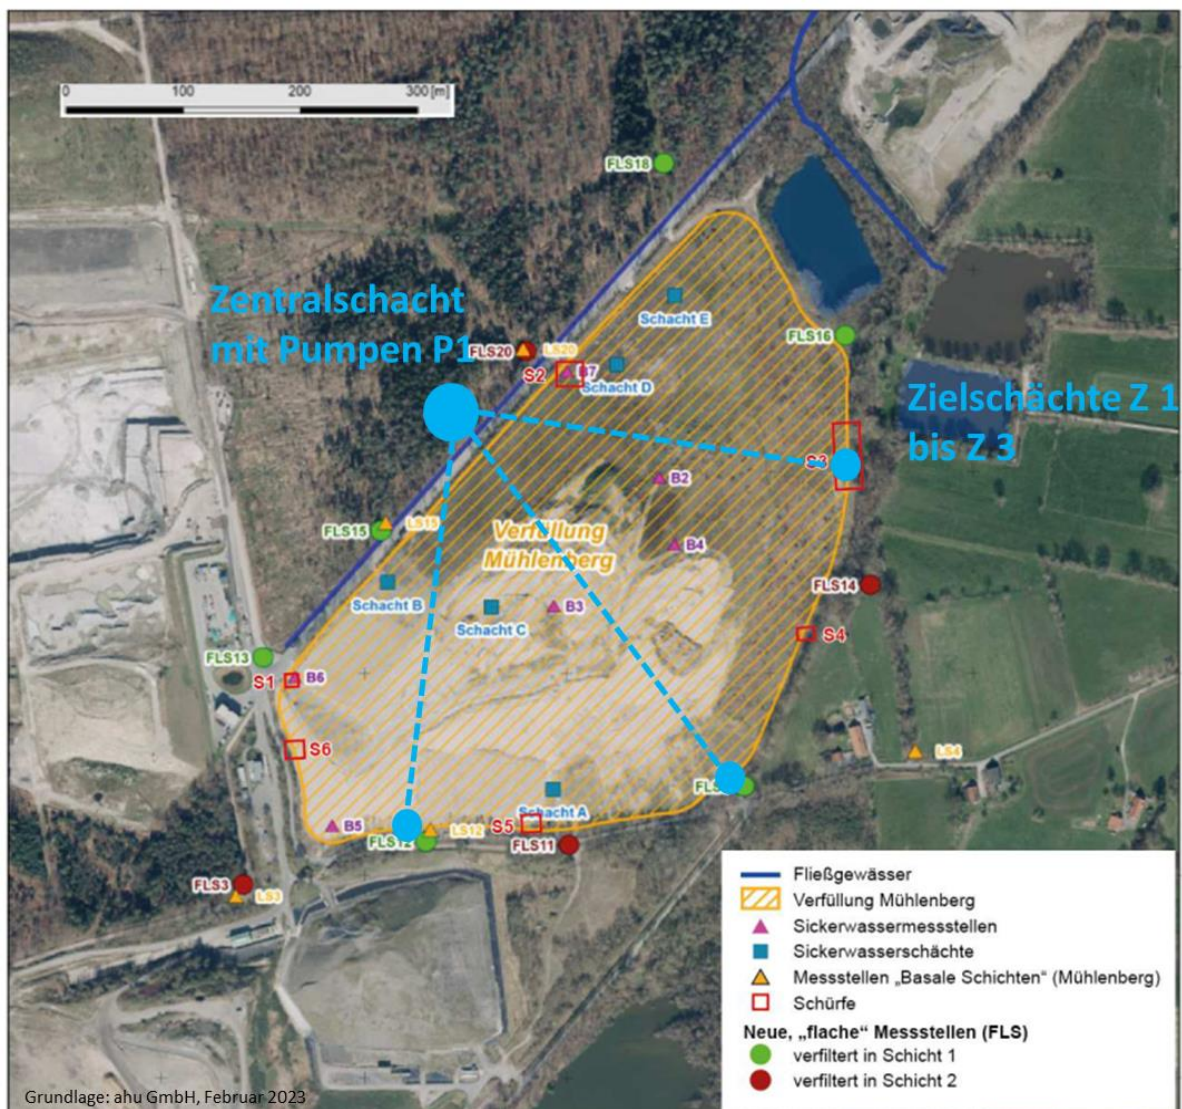 0 100 200 300 [m]
FLS18
Zentralschacht
mit Pumpen P1
Schacht E
FLS16
FLS20 LS20
S2 B7
Schacht D
Zielschächte Z 1
bis Z 3
S3
B2
FLS15 LS15
Verfüllung
Mühlenberg
B4
FLS14
Schacht B
B3
Schacht C
S4
FLS13
S1 B6
S6
LS4
FLS
Schacht A
B5
S5
FLS12 LS12
FLS11
FLS3
LS3
Fließgewässer
Verfüllung Mühlenberg
Sickerwassermessstellen
Sickerwasserschächte
Messstellen „Basale Schichten" (Mühlenberg)
Schürfe
Neue, „flache" Messstellen (FLS)
verfiltert in Schicht 1
verfiltert in Schicht 2
Grundlage: ahu GmbH, Februar 2023